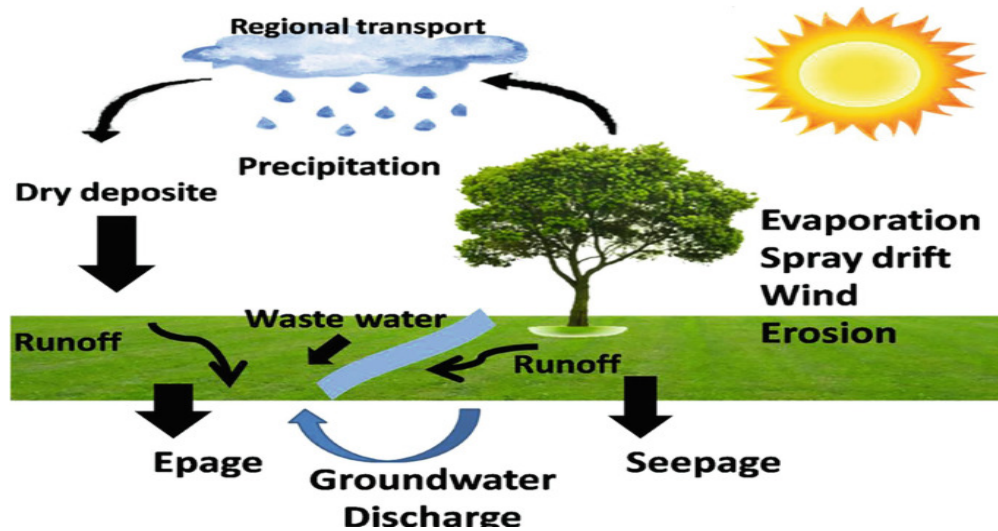 Regional transport
Precipitation
Dry deposite
Evaporation
Spray drift
Wind
Erosion
Waste water
Runoff
Runoff
Epage
Seepage
Groundwater
Discharge